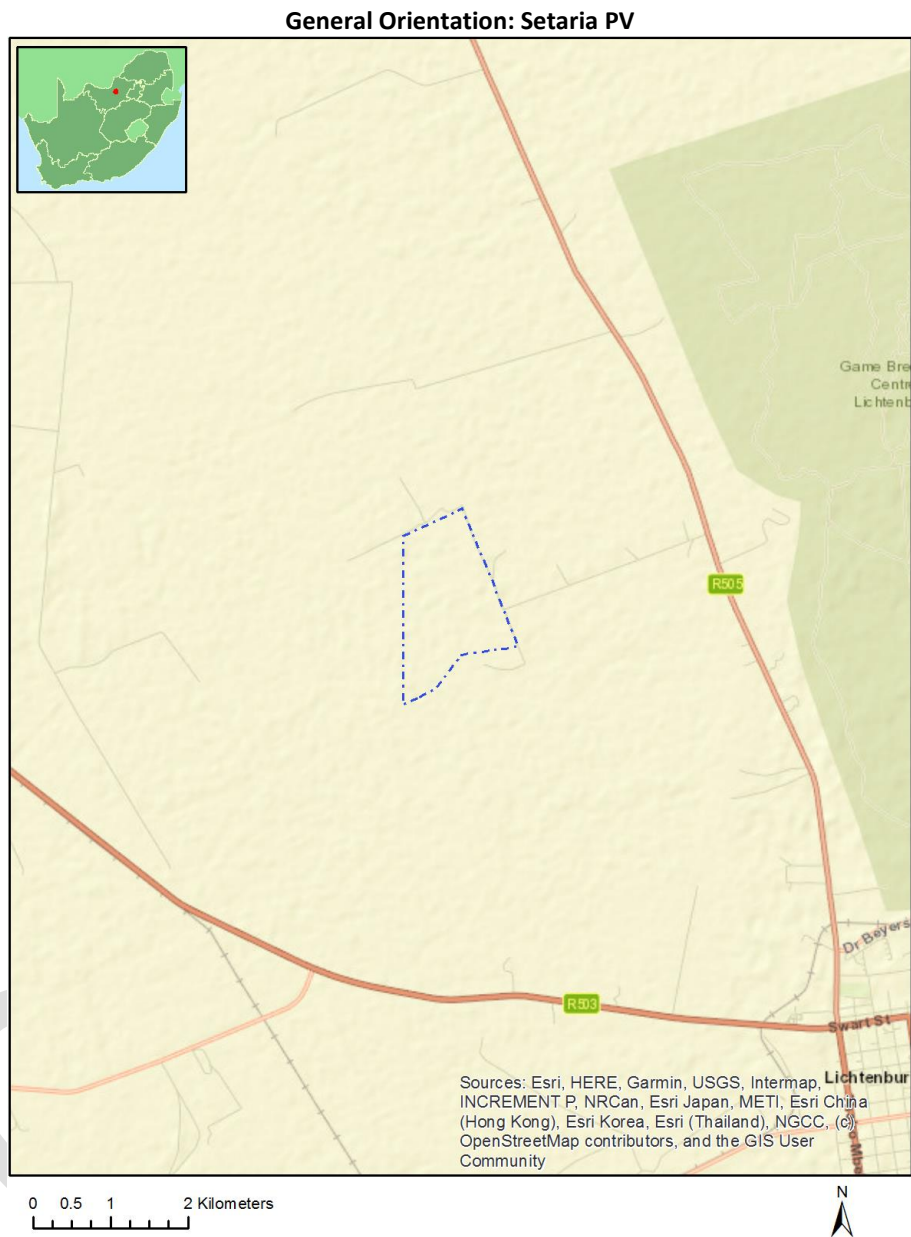 General Orientation: Setaria PV
Game Bre
Centr
Lichtenb
R505
Dr Beyers
R503
Swart St
Lichtenbur
Sources: Esri, HERE, Garmin, USGS, Intermap,
INCREMENT P, NRCan, Esri Japan, METI, Esri China
(Hong Kong), Esri Korea, Esri (Thailand), NGCC, (c)
OpenStreetMap contributors, and the GIS User
Community
0 0.5 1 2 Kilometers
N